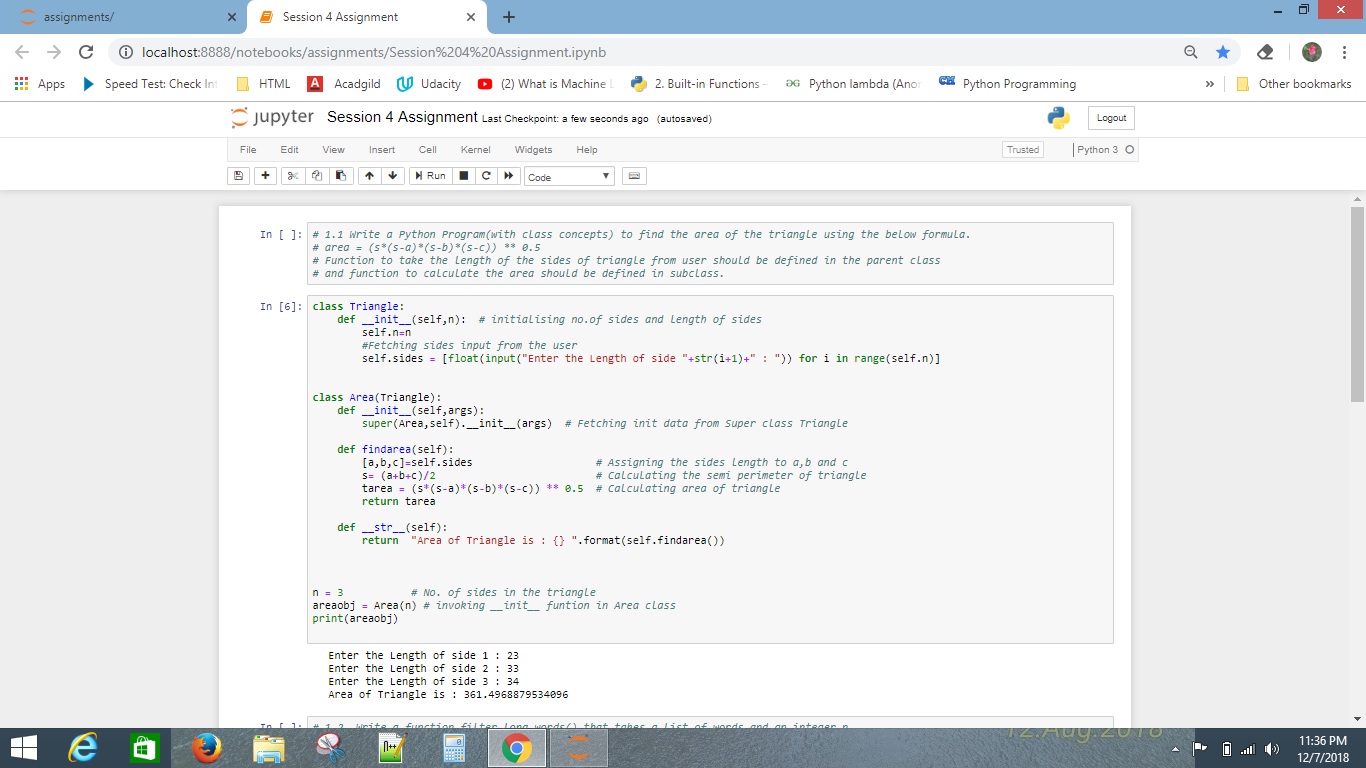 assignments/
Session 4 Assignment
localhost:8888/notebooks/assignments/Session%204%20Assignment.ipynb
Apps Speed Test: Check Int HTML Acadgild Udacity (2) What is Machine L 2. Built-in Functions - Python lambda (Anon Python Programming » Other bookmarks
jupyter Session 4 Assignment Last Checkpoint: a few seconds ago (autosaved) Logout
File Edit View Insert Cell Kernel Widgets Help Trusted Python 3
Run Code
In [ ]: # 1.1 Write a Python Program(with class concepts) to find the area of the triangle using the below formula.
# area = (s*(s-a)*(s-b)*(s-c)) ** 0.5
# Function to take the length of the sides of triangle from user should be defined in the parent class
# and function to calculate the area should be defined in subclass.
In [6]: class Triangle:
def __init__(self,n): # initialising no.of sides and length of sides
self.n=n
#Fetching sides input from the user
self.sides = [float(input("Enter the Length of side "+str(i+1)+" : ")) for i in range(self.n)]
class Area(Triangle):
def __init__(self,args):
super(Area,self).__init__(args) # Fetching init data from Super class Triangle
def findarea(self):
[a,b,c]=self.sides # Assigning the sides length to a,b and c
s= (a+b+c)/2 # Calculating the semi perimeter of triangle
tarea = (s*(s-a)*(s-b)*(s-c)) ** 0.5 # Calculating area of triangle
return tarea
def __str__(self):
return "Area of Triangle is : {} ".format(self.findarea())
n = 3 # No. of sides in the triangle
areaobj = Area(n) # invoking __init__ funtion in Area class
print(areaobj)
Enter the Length of side 1 : 23
Enter the Length of side 2 : 33
Enter the Length of side 3 : 34
Area of Triangle is : 361.4968879534096
In [ ]: # 1.2 Write a function filter_long_words() that takes a list of words and an integer n
12.Aug.2018
11:36 PM
12/7/2018